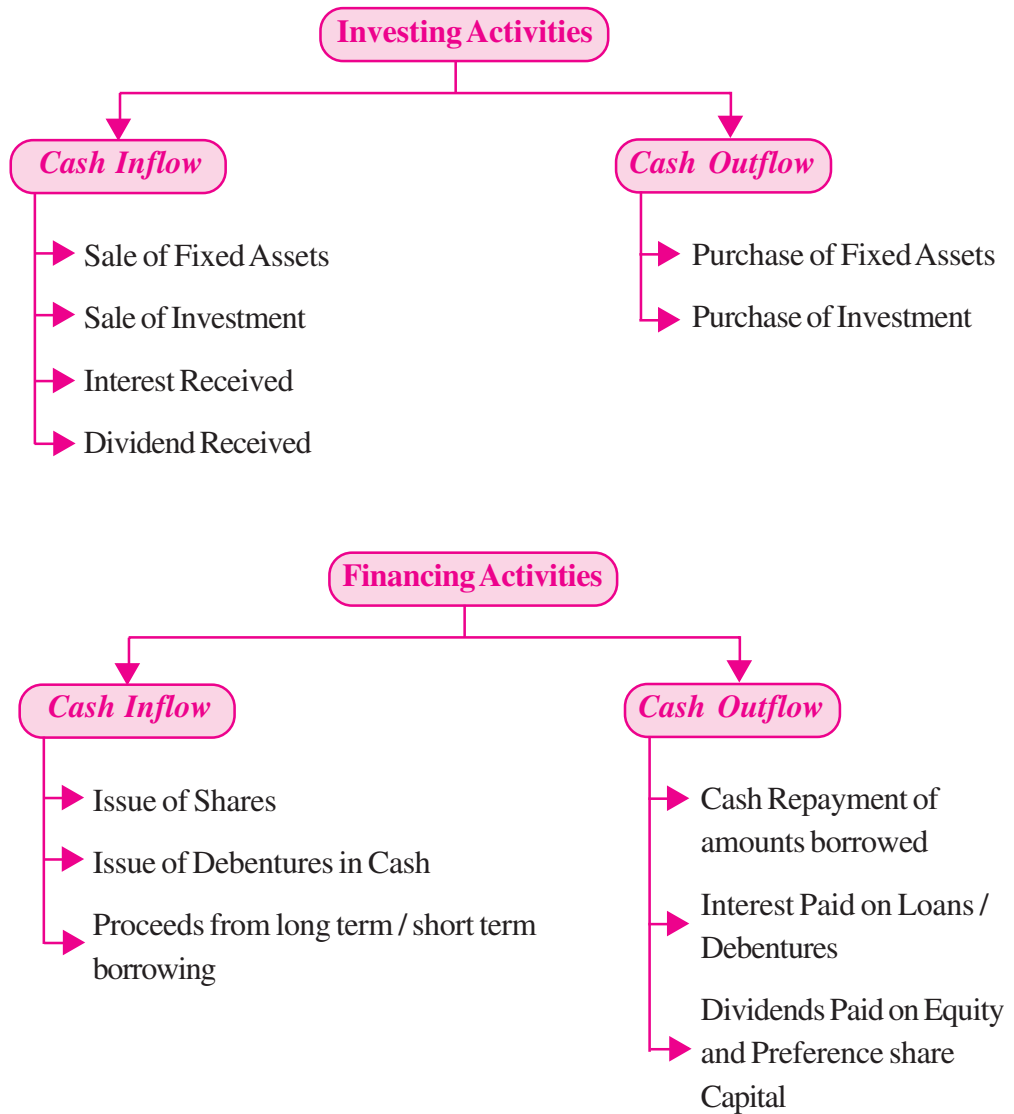 Investing Activities
Cash Inflow
Sale of Fixed Assets
Sale of Investment
Interest Received
Dividend Received
Cash Outflow
Purchase of Fixed Assets
Purchase of Investment
Financing Activities
Cash Inflow
Issue of Shares
Issue of Debentures in Cash
Proceeds from long term / short term
borrowing
Cash Outflow
Cash Repayment of
amounts borrowed
Interest Paid on Loans /
Debentures
Dividends Paid on Equity
and Preference share
Capital